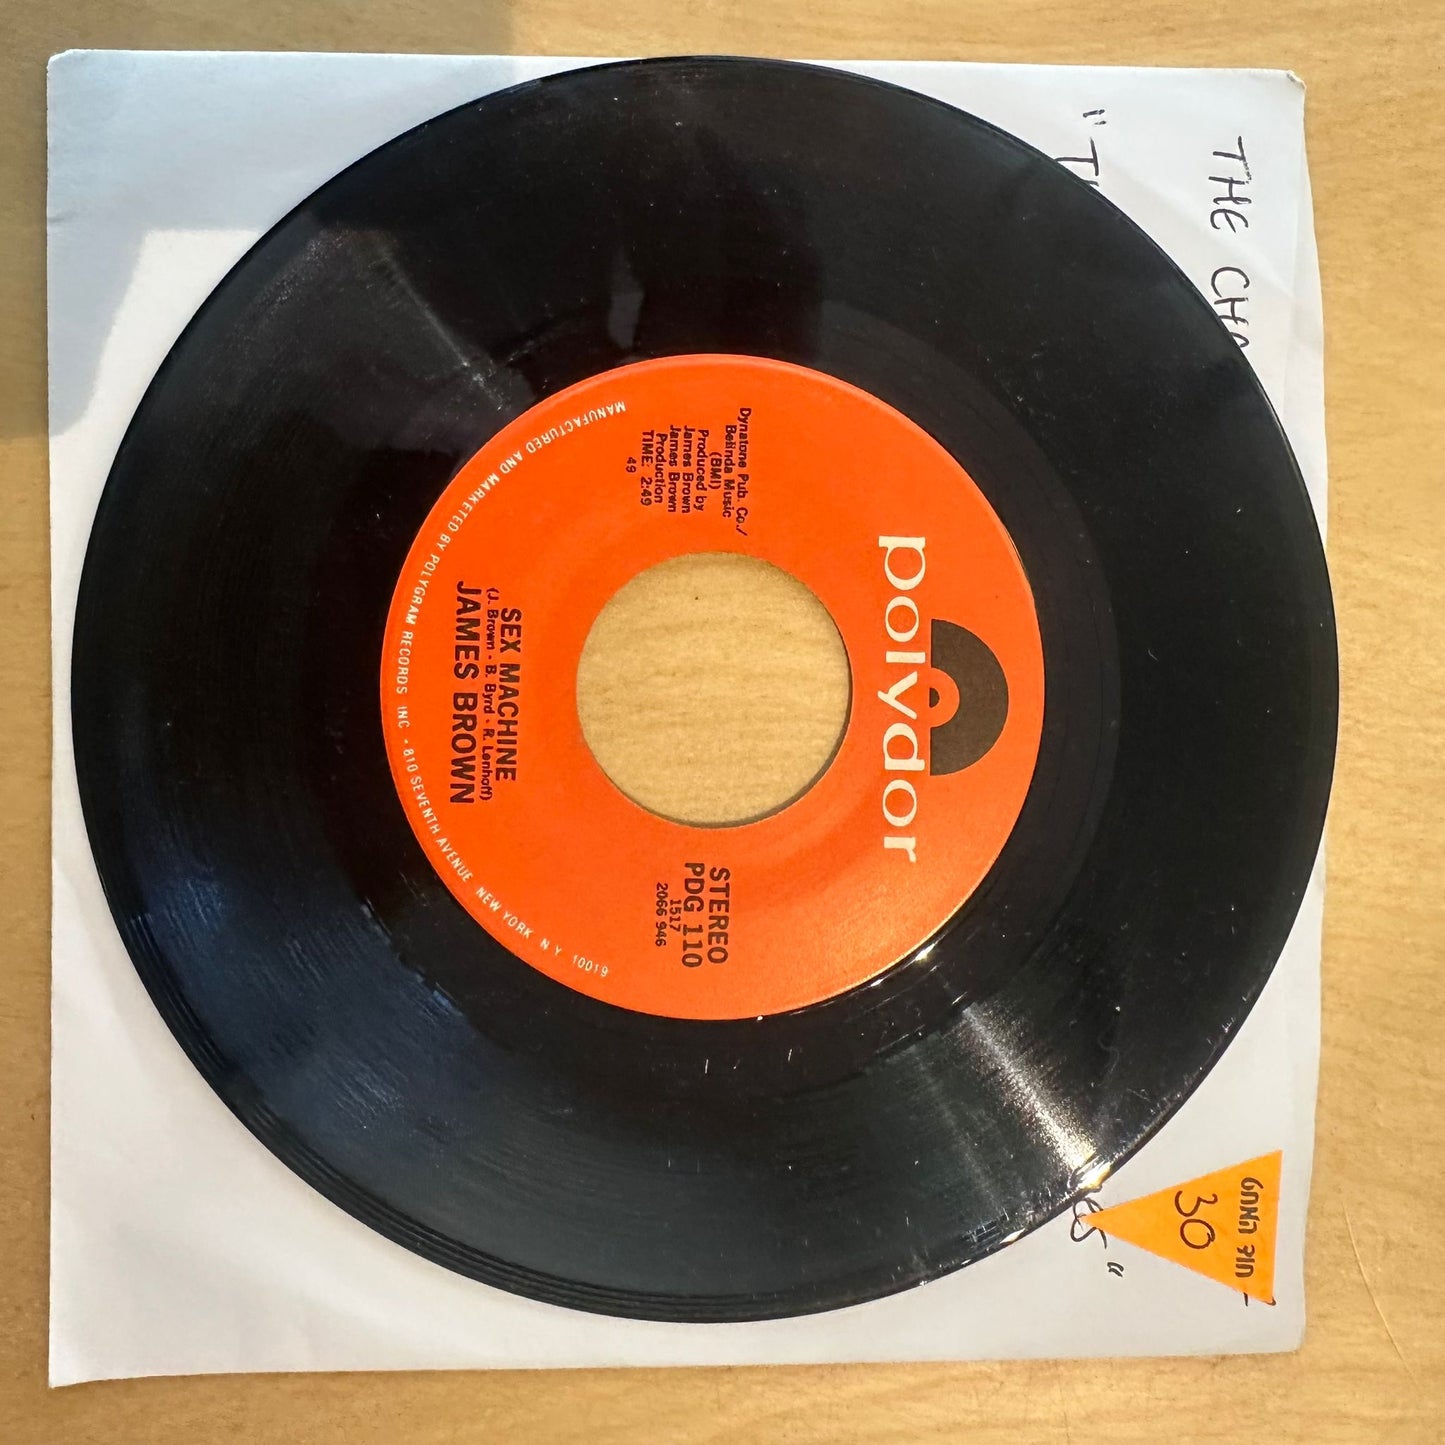 polydor
Dynatone Pub. Co./
Belinda Music
(BMI)
Produced by
James Brown
James Brown
Production
TIME: 2:49
49
STEREO
PDG 110
1517
2066 946
SEX MACHINE
(J. Brown - B. Byrd - R. Lenhoff)
JAMES BROWN
MANUFACTURED AND MARKETED BY POLYGRAM RECORDS INC • 810 SEVENTH AVENUE NEW YORK N Y 10019
THE
"
"
30